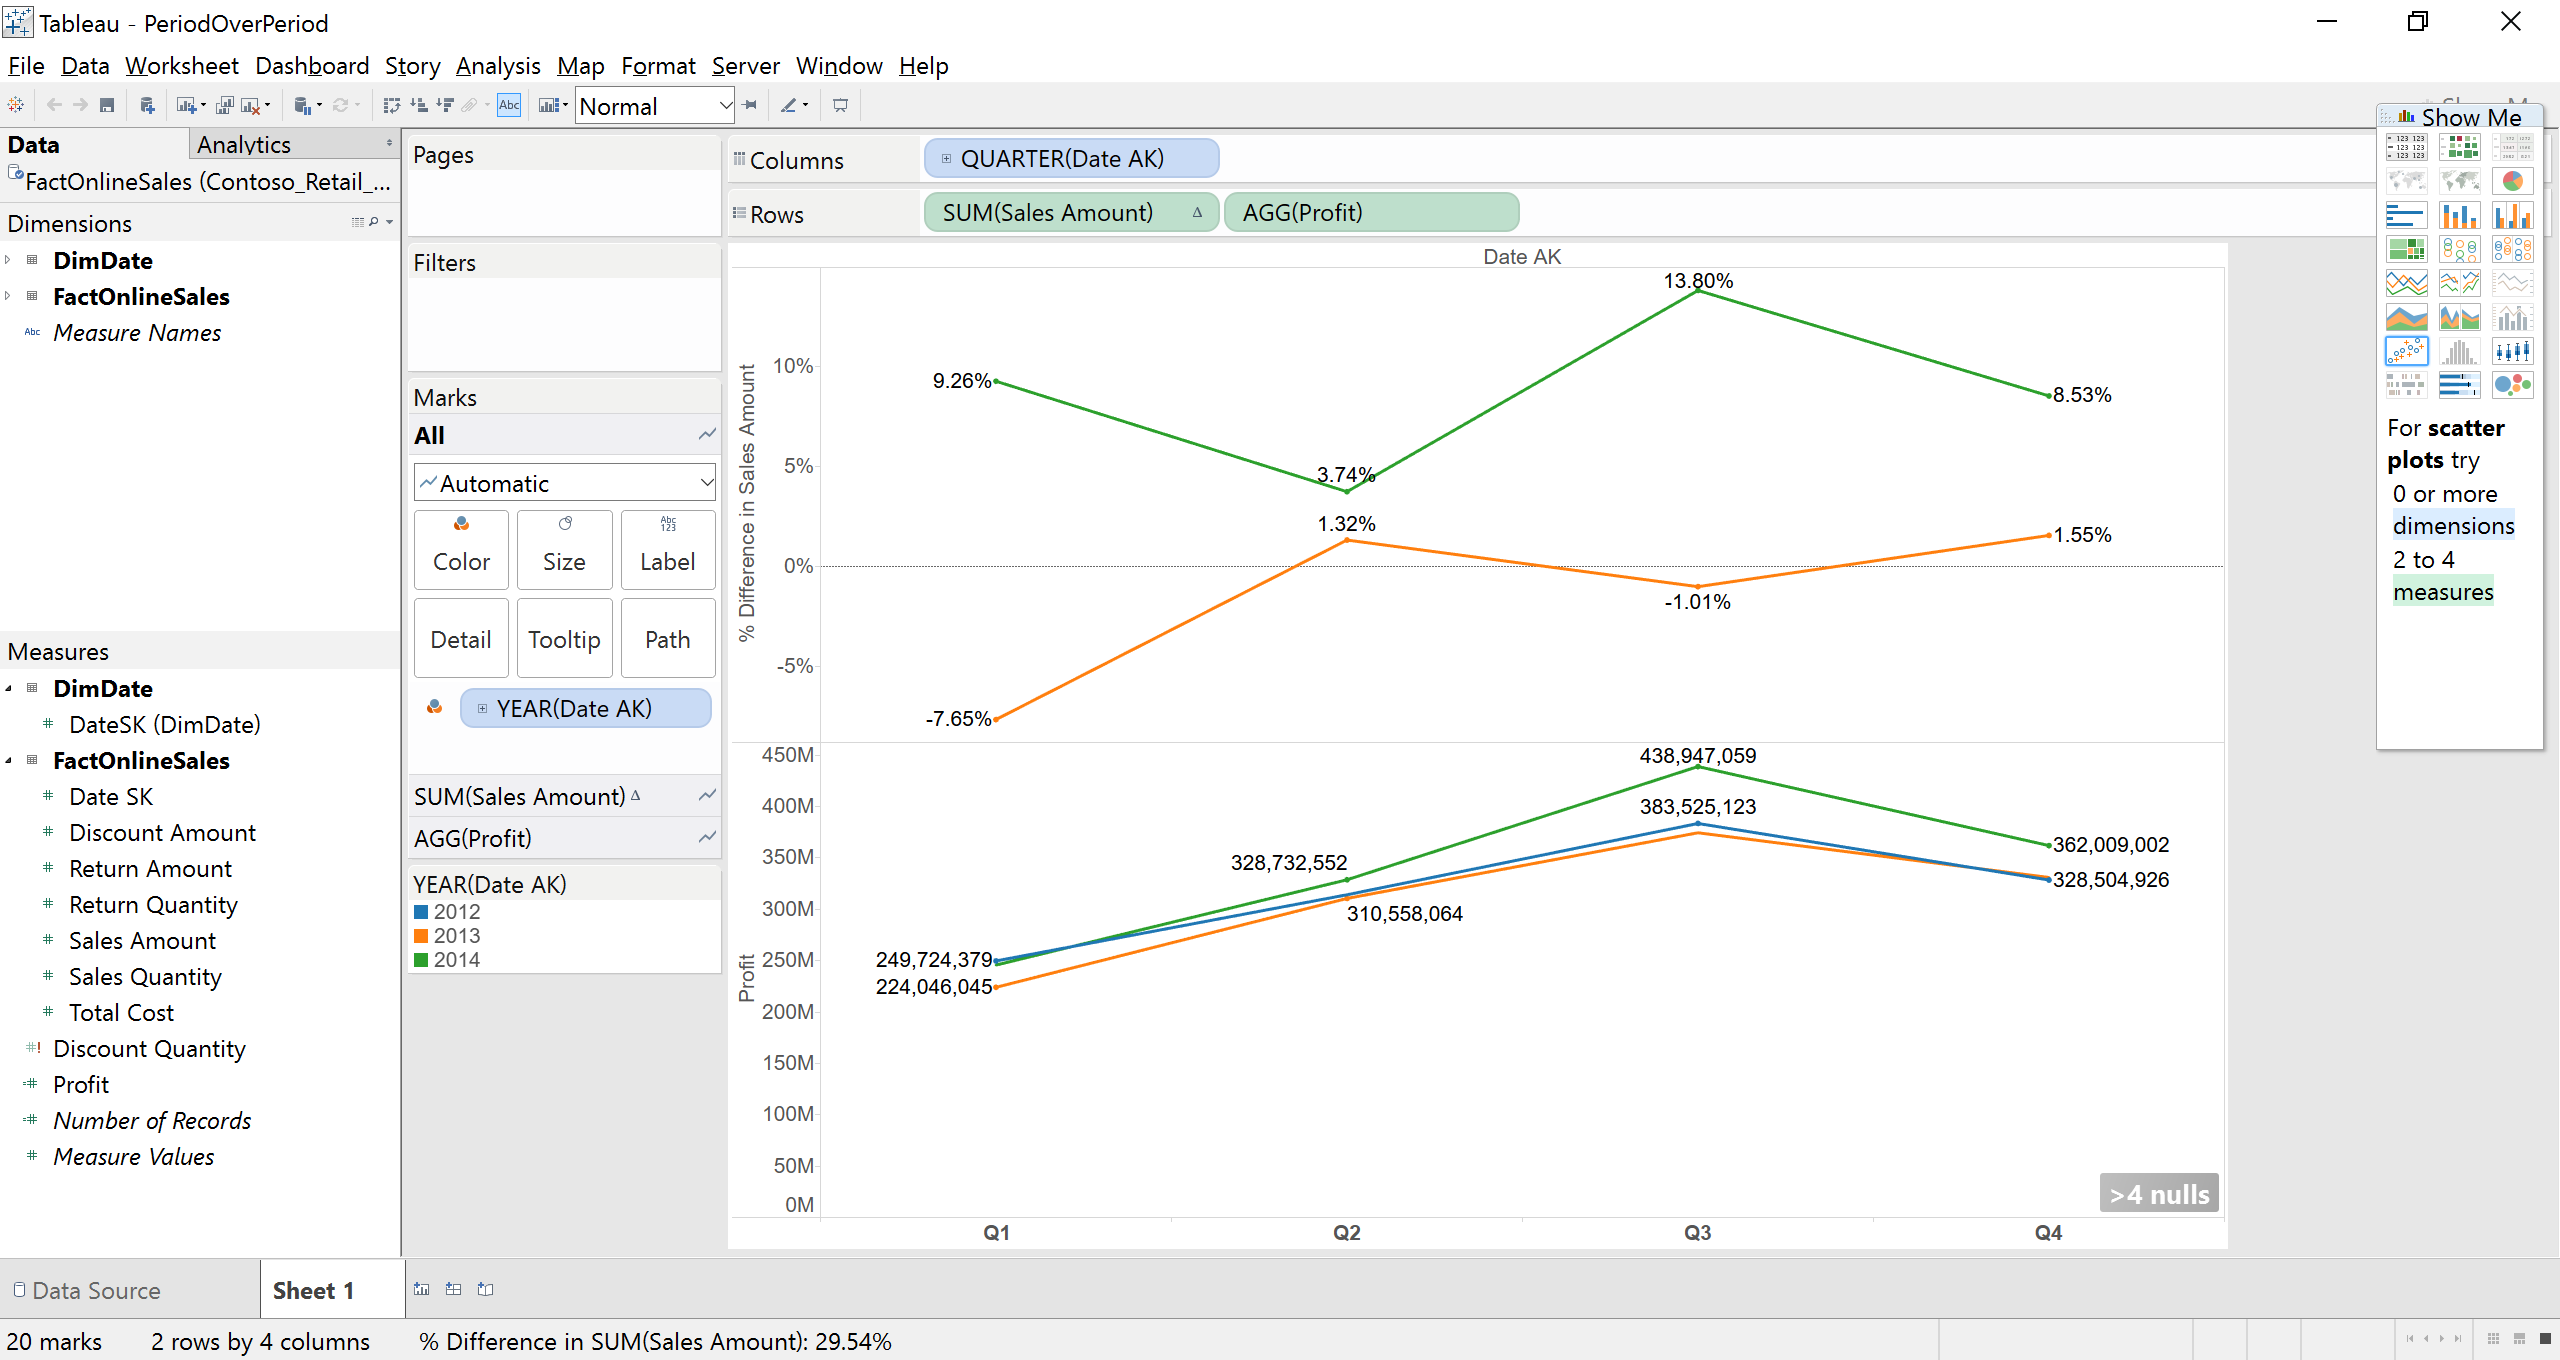 Tableau - PeriodOverPeriod
File Data Worksheet Dashboard Story Analysis Map Format Server Window Help
Abc Normal
Data Analytics
FactOnlineSales (Contoso_Retail_...
Dimensions
DimDate
FactOnlineSales
Abc Measure Names
Measures
DimDate
DateSK (DimDate)
FactOnlineSales
Date SK
Discount Amount
Return Amount
Return Quantity
Sales Amount
Sales Quantity
Total Cost
Discount Quantity
Profit
Number of Records
Measure Values
Pages
Filters
Marks
All
Automatic
Color Size Label
Abc
123
Detail Tooltip Path
YEAR(Date AK)
SUM(Sales Amount) Δ
AGG(Profit)
YEAR(Date AK)
2012
2013
2014
Columns QUARTER(Date AK)
Rows SUM(Sales Amount) Δ AGG(Profit)
Date AK
% Difference in Sales Amount
10%
5%
0%
-5%
9.26%
3.74%
13.80%
8.53%
-7.65%
1.32%
-1.01%
1.55%
Profit
450M
400M
350M
300M
250M
200M
150M
100M
50M
0M
249,724,379
224,046,045
328,732,552
310,558,064
438,947,059
383,525,123
362,009,002
328,504,926
>4 nulls
Q1 Q2 Q3 Q4
Show Me
For scatter
plots try
0 or more
dimensions
2 to 4
measures
Data Source Sheet 1
20 marks 2 rows by 4 columns % Difference in SUM(Sales Amount): 29.54%